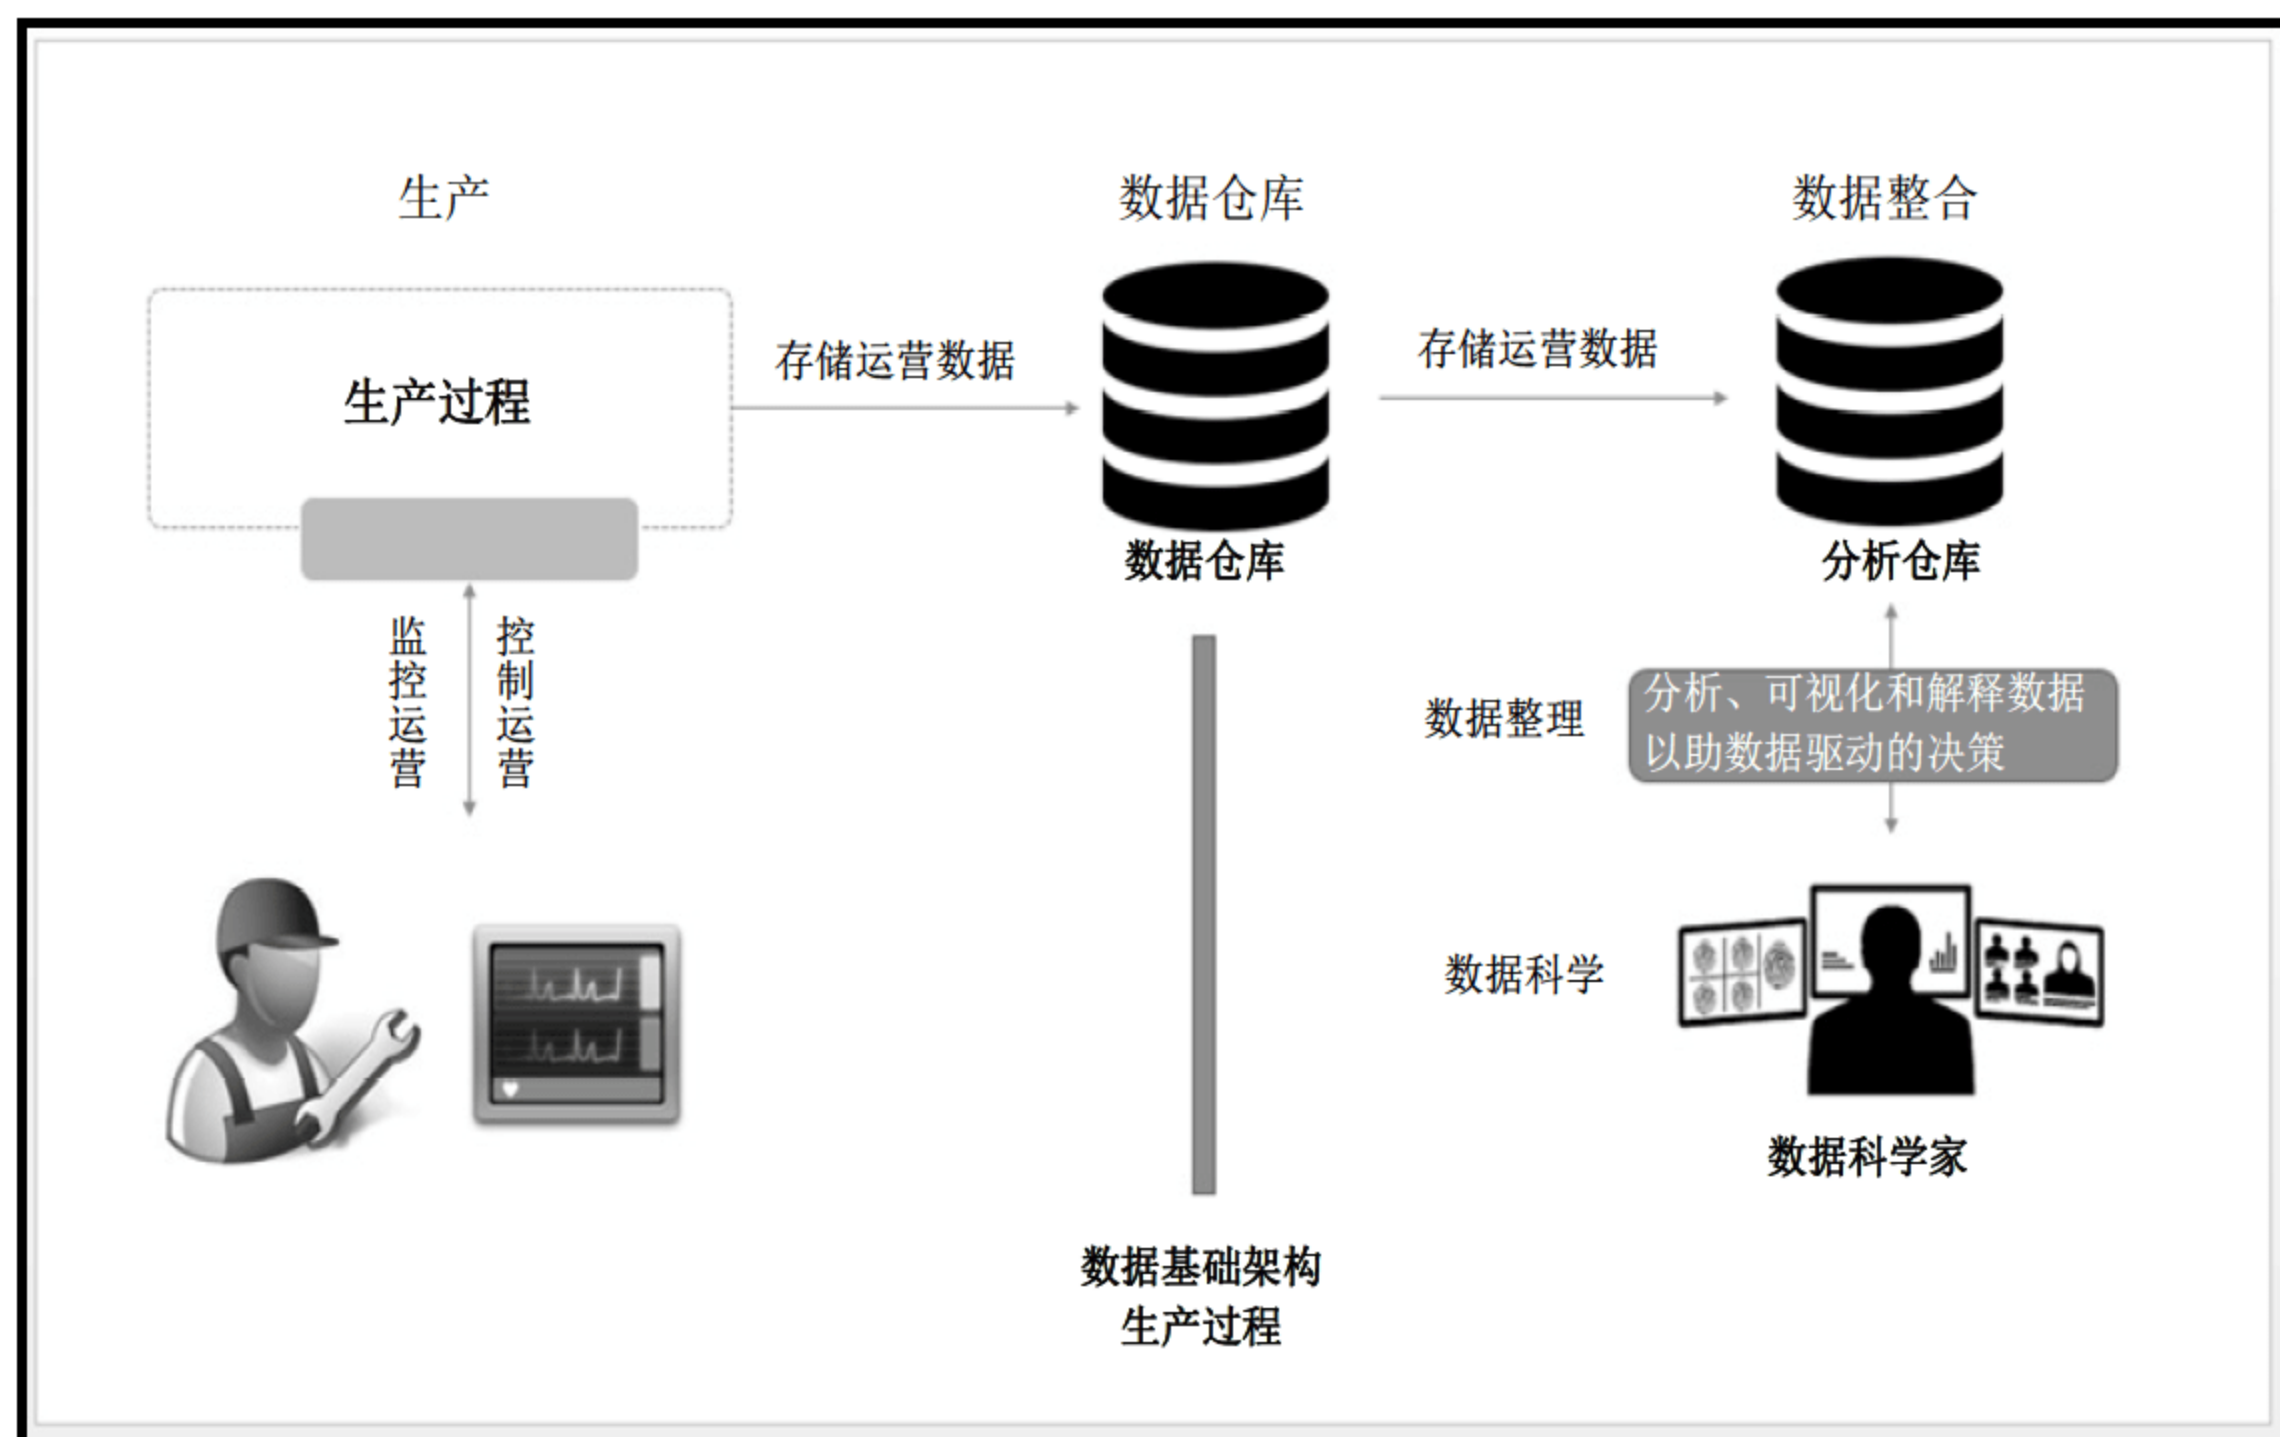 生产
数据仓库
数据整合
生产过程
存储运营数据
存储运营数据
数据仓库
分析仓库
监控运营
控制运营
数据整理
分析、可视化和解释数据
以助数据驱动的决策
数据科学
数据科学家
数据基础架构
生产过程